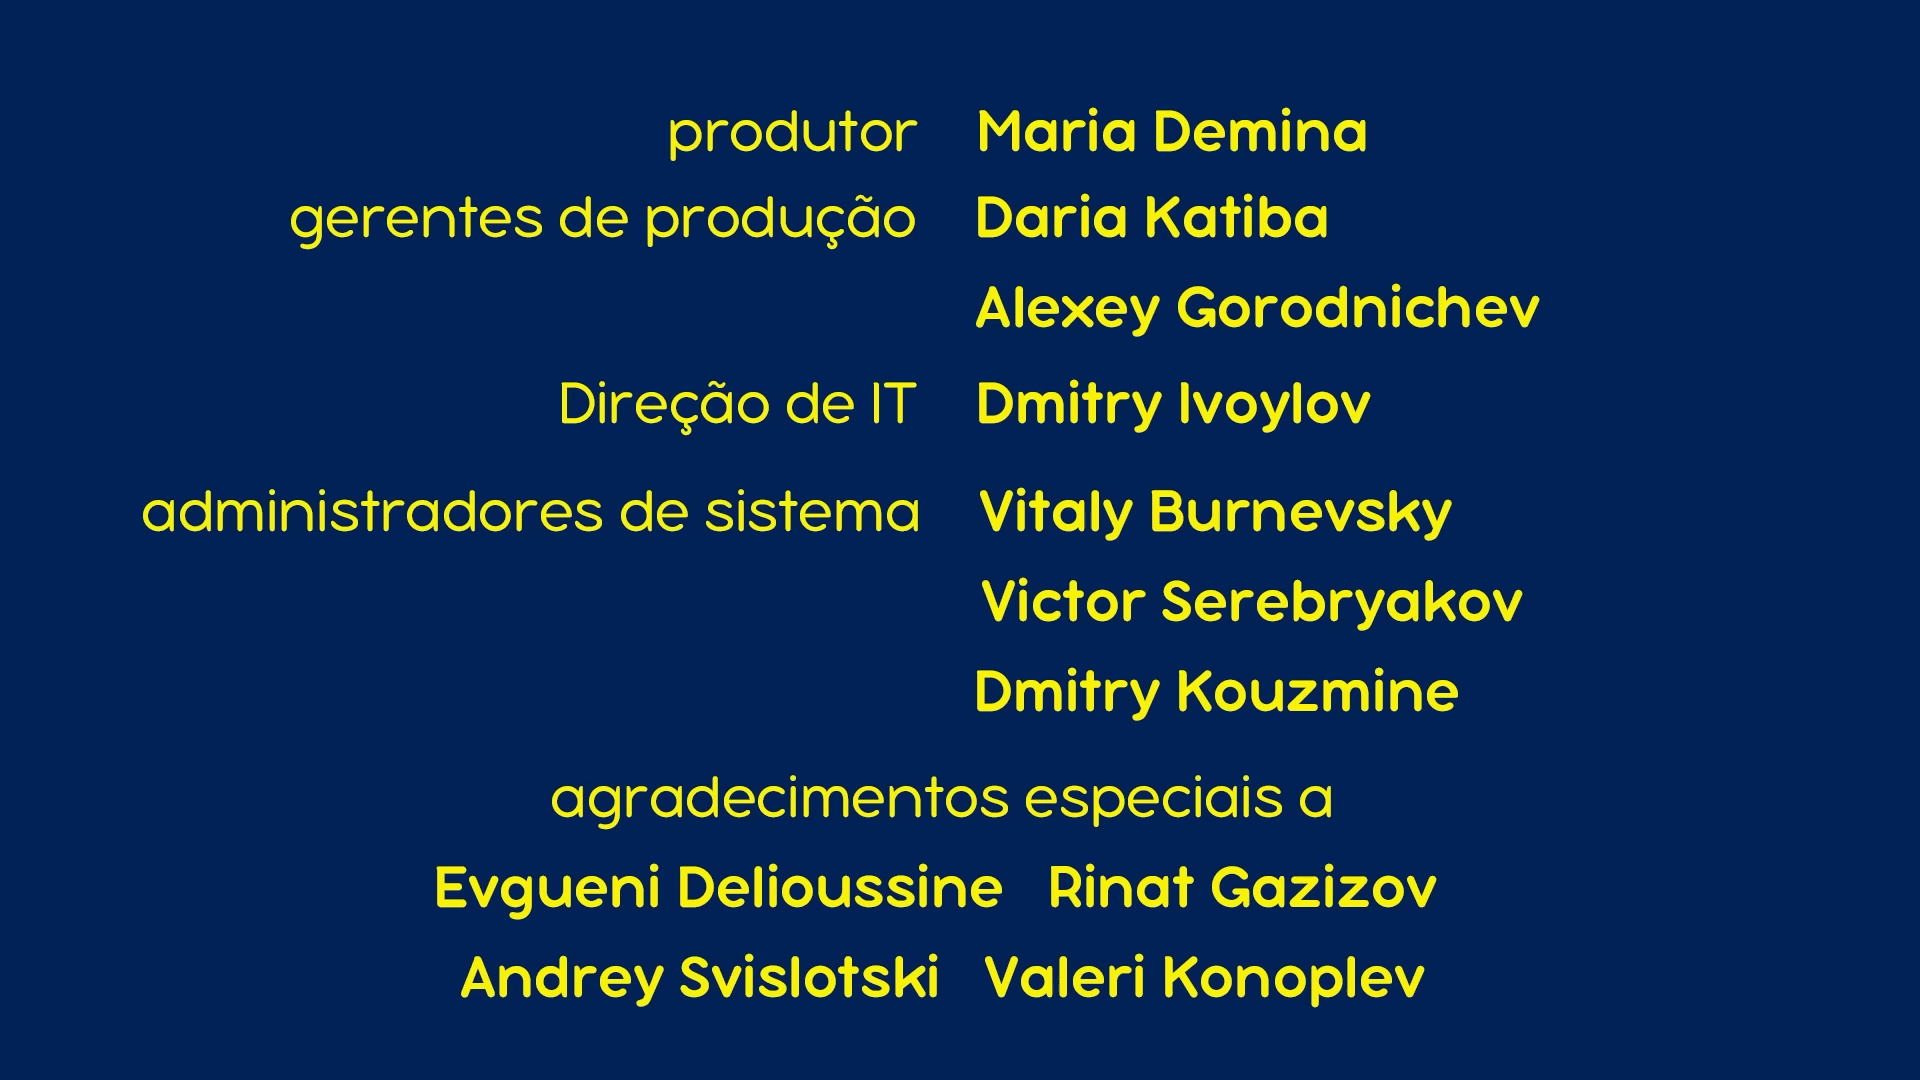 produtor Maria Demina
gerentes de produção Daria Katiba
Alexey Gorodnichev
Direção de IT Dmitry Ivoylov
administradores de sistema Vitaly Burnevsky
Victor Serebryakov
Dmitry Kouzmine
agradecimentos especiais a
Evgueni Delioussine Rinat Gazizov
Andrey Svislotski Valeri Konoplev